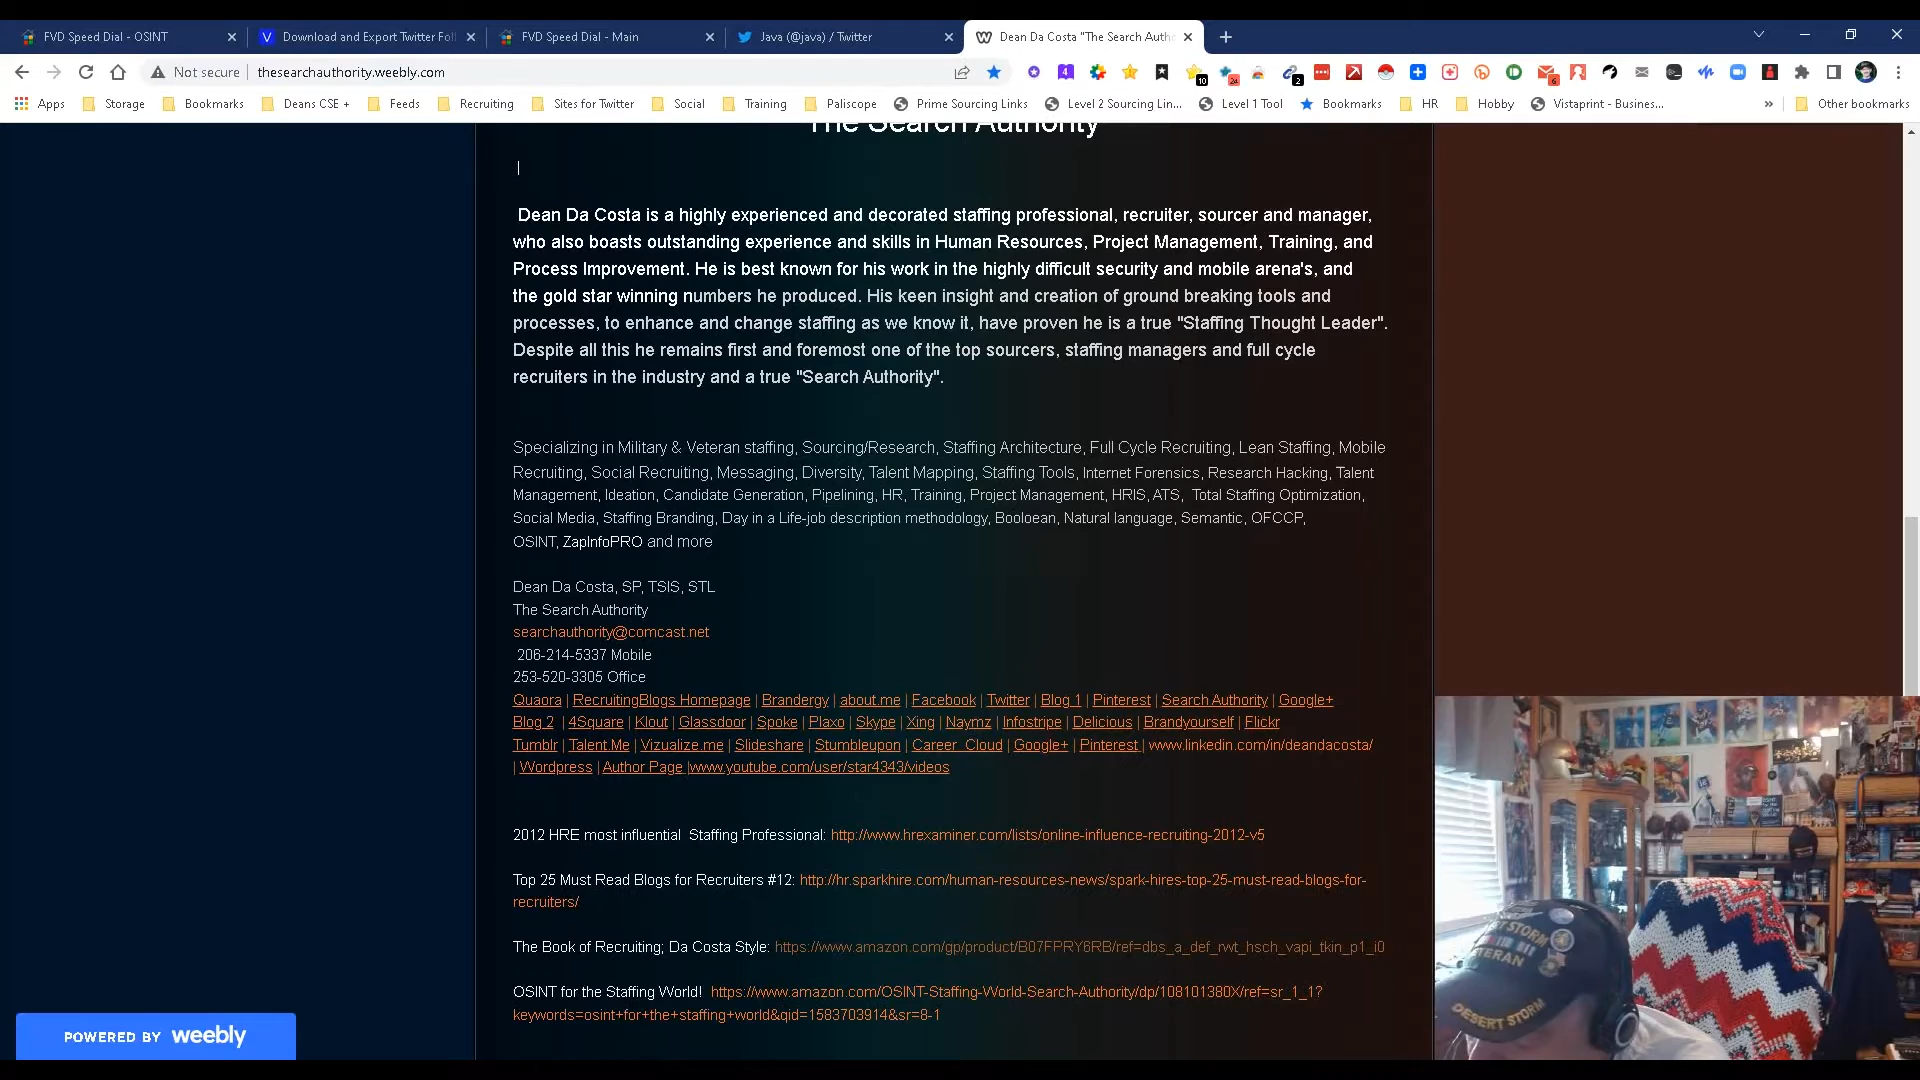 FVD Speed Dial - OSINT
Download and Export Twitter Foll
FVD Speed Dial - Main
Java (@java) / Twitter
Dean Da Costa "The Search Auth
Not secure
thesearchauthority.weebly.com
10
24
2
6
Apps
Storage
Bookmarks
Deans CSE +
Feeds
Recruiting
Sites for Twitter
Social
Training
Paliscope
Prime Sourcing Links
Level 2 Sourcing Lin...
Level 1 Tool
Bookmarks
HR
Hobby
Vistaprint - Busines...
»
Other bookmarks
The Search Authority
Dean Da Costa is a highly experienced and decorated staffing professional, recruiter, sourcer and manager,
who also boasts outstanding experience and skills in Human Resources, Project Management, Training, and
Process Improvement. He is best known for his work in the highly difficult security and mobile arena's, and
the gold star winning numbers he produced. His keen insight and creation of ground breaking tools and
processes, to enhance and change staffing as we know it, have proven he is a true "Staffing Thought Leader".
Despite all this he remains first and foremost one of the top sourcers, staffing managers and full cycle
recruiters in the industry and a true "Search Authority".
Specializing in Military & Veteran staffing, Sourcing/Research, Staffing Architecture, Full Cycle Recruiting, Lean Staffing, Mobile
Recruiting, Social Recruiting, Messaging, Diversity, Talent Mapping, Staffing Tools, Internet Forensics, Research Hacking, Talent
Management, Ideation, Candidate Generation, Pipelining, HR, Training, Project Management, HRIS, ATS, Total Staffing Optimization,
Social Media, Staffing Branding, Day in a Life-job description methodology, Booloean, Natural language, Semantic, OFCCP,
OSINT, ZapInfoPRO and more
Dean Da Costa, SP, TSIS, STL
The Search Authority
searchauthority@comcast.net
206-214-5337 Mobile
253-520-3305 Office
Quaora | RecruitingBlogs Homepage | Brandergy | about.me | Facebook | Twitter | Blog 1 | Pinterest | Search Authority | Google+
Blog 2 | 4Square | Klout | Glassdoor | Spoke | Plaxo | Skype | Xing | Naymz | Infostripe | Delicious | Brandyourself | Flickr
Tumblr | Talent.Me | Vizualize.me | Slideshare | Stumbleupon | Career Cloud | Google+ | Pinterest | www.linkedin.com/in/deandacosta/
| Wordpress | Author Page |www.youtube.com/user/star4343/videos
2012 HRE most influential Staffing Professional: http://www.hrexaminer.com/lists/online-influence-recruiting-2012-v5
Top 25 Must Read Blogs for Recruiters #12: http://hr.sparkhire.com/human-resources-news/spark-hires-top-25-must-read-blogs-for-
recruiters/
The Book of Recruiting; Da Costa Style: https://www.amazon.com/gp/product/B07FPRY6RB/ref=dbs_a_def_rwt_hsch_vapi_tkin_p1_i0
OSINT for the Staffing World! https://www.amazon.com/OSINT-Staffing-World-Search-Authority/dp/108101380X/ref=sr_1_1?
keywords=osint+for+the+staffing+world&qid=1583703914&sr=8-1
POWERED BY weebly
DESERT STORM